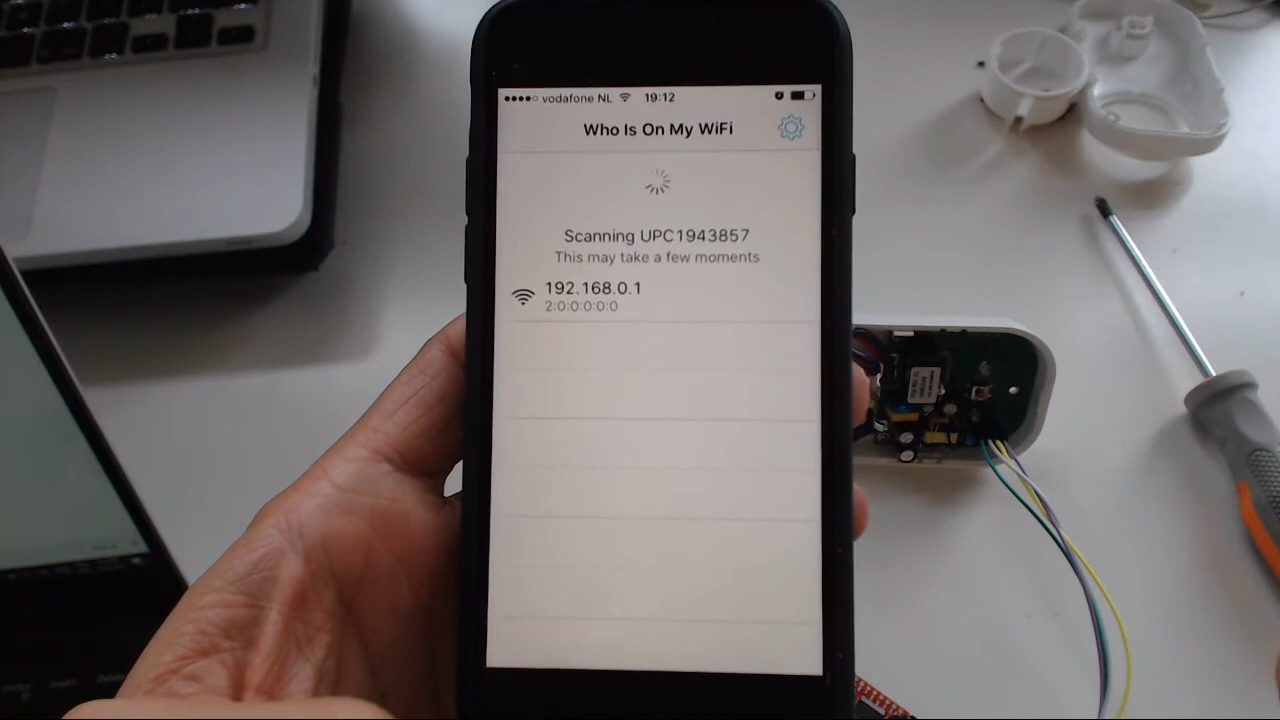 vodafone NL 19:12
Who Is On My WiFi
Scanning UPC1943857
This may take a few moments
192.168.0.1
2:0:0:0:0:0